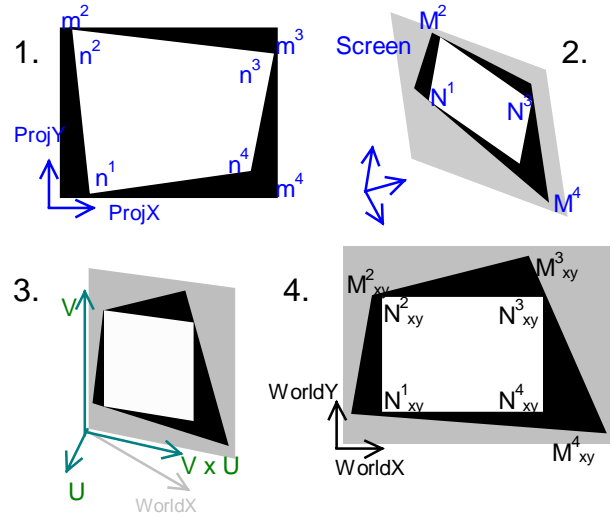 1.
m²
m³
n²
n³
n¹
n⁴
m⁴
ProjY
ProjX
2.
Screen
M²
N¹
N³
M⁴
3.
V
U
V x U
WorldX
4.
M²xy
M³xy
N²xy
N³xy
N¹xy
N⁴xy
M⁴xy
WorldY
WorldX